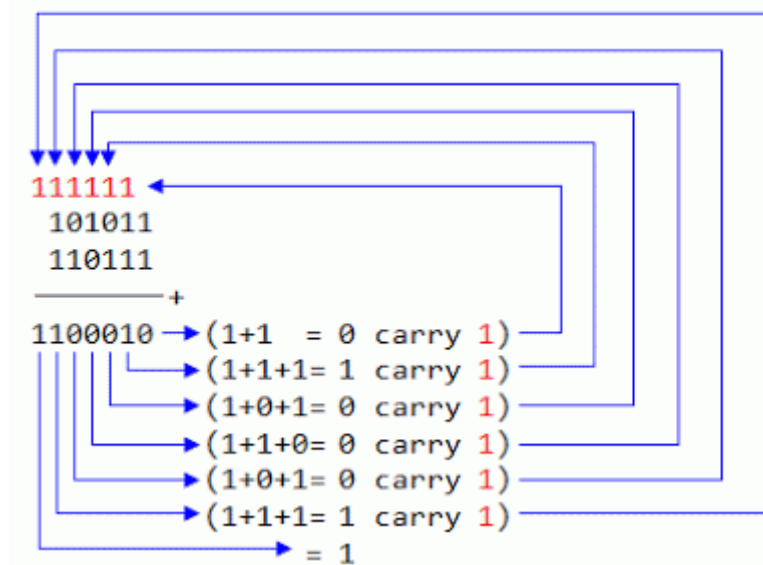 111111
101011
110111
+
1100010 (1+1 = 0 carry 1)
(1+1+1= 1 carry 1)
(1+0+1= 0 carry 1)
(1+1+0= 0 carry 1)
(1+0+1= 0 carry 1)
(1+1+1= 1 carry 1)
= 1